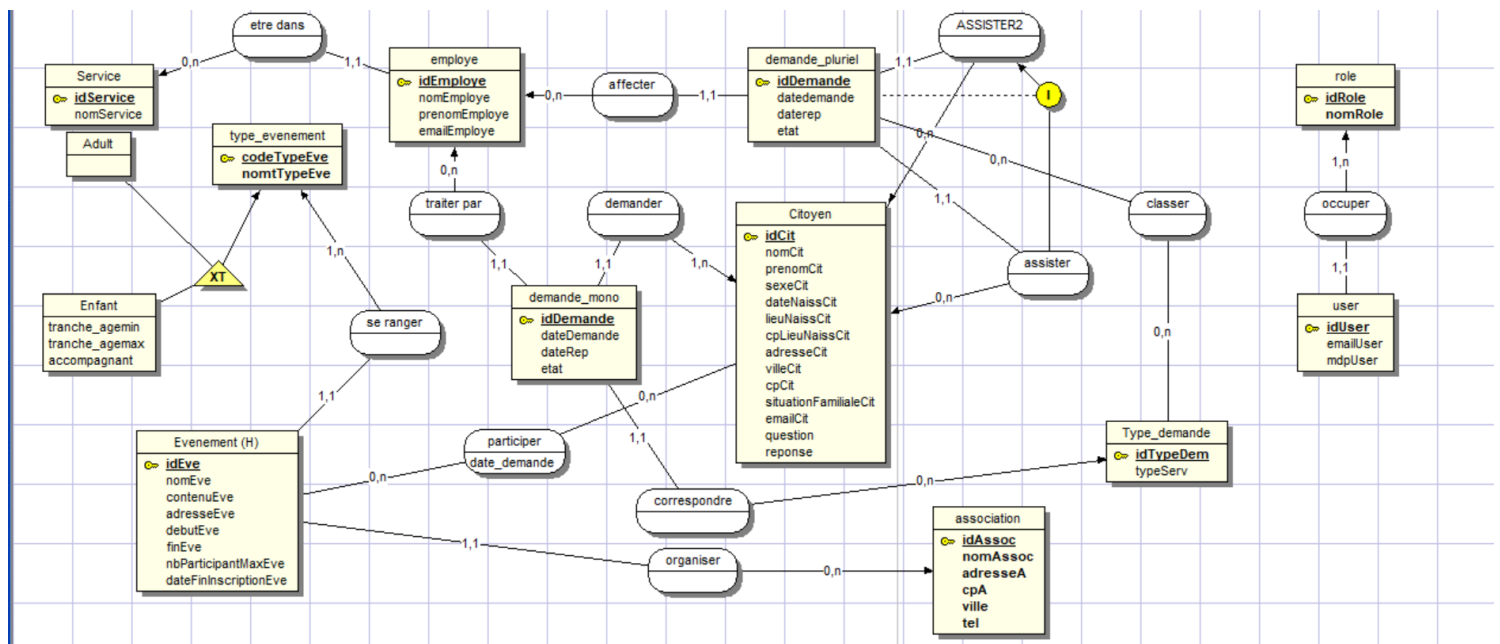 etre dans
0,n
1,1
Service
idService
nomService
employe
idEmploye
nomEmploye
prenomEmploye
emailEmploye
affecter
0,n
1,1
demande_pluriel
idDemande
datedemande
daterep
etat
1,1
ASSISTER2
I
0,n
0,n
1,1
role
idRole
nomRole
1,n
occuper
1,1
user
idUser
emailUser
mdpUser
Adult
type_evenement
codeTypeEve
nomtTypeEve
XT
Enfant
tranche_agemin
tranche_agemax
accompagnant
1,n
se ranger
1,1
0,n
traiter par
1,1
demander
1,1
1,n
demande_mono
idDemande
dateDemande
dateRep
etat
Citoyen
idCit
nomCit
prenomCit
sexeCit
dateNaissCit
lieuNaissCit
cpLieuNaissCit
adresseCit
villeCit
cpCit
situationFamilialeCit
emailCit
question
reponse
assister
0,n
classer
0,n
Type_demande
idTypeDem
typeServ
Evenement (H)
idEve
nomEve
contenuEve
adresseEve
debutEve
finEve
nbParticipantMaxEve
dateFinInscriptionEve
participer
date_demande
0,n
0,n
1,1
correspondre
0,n
1,1
organiser
0,n
association
idAssoc
nomAssoc
adresseA
cpA
ville
tel